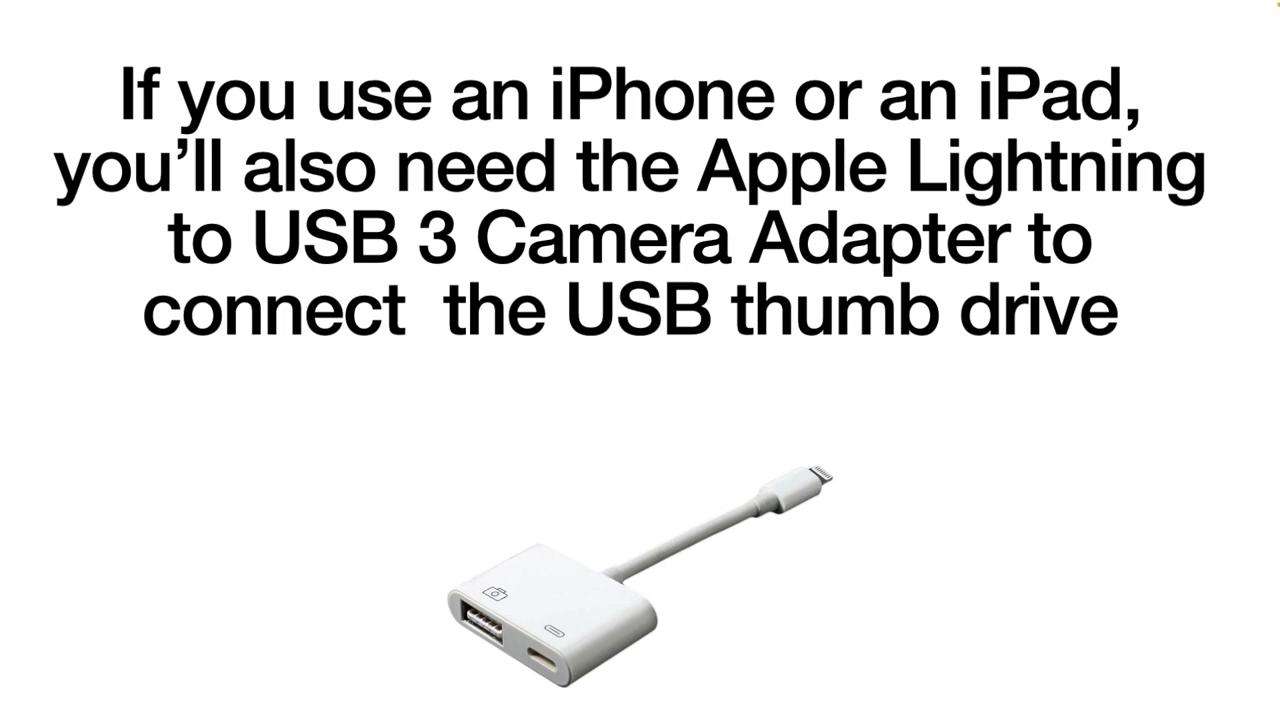 If you use an iPhone or an iPad,
you’ll also need the Apple Lightning
to USB 3 Camera Adapter to
connect  the USB thumb drive